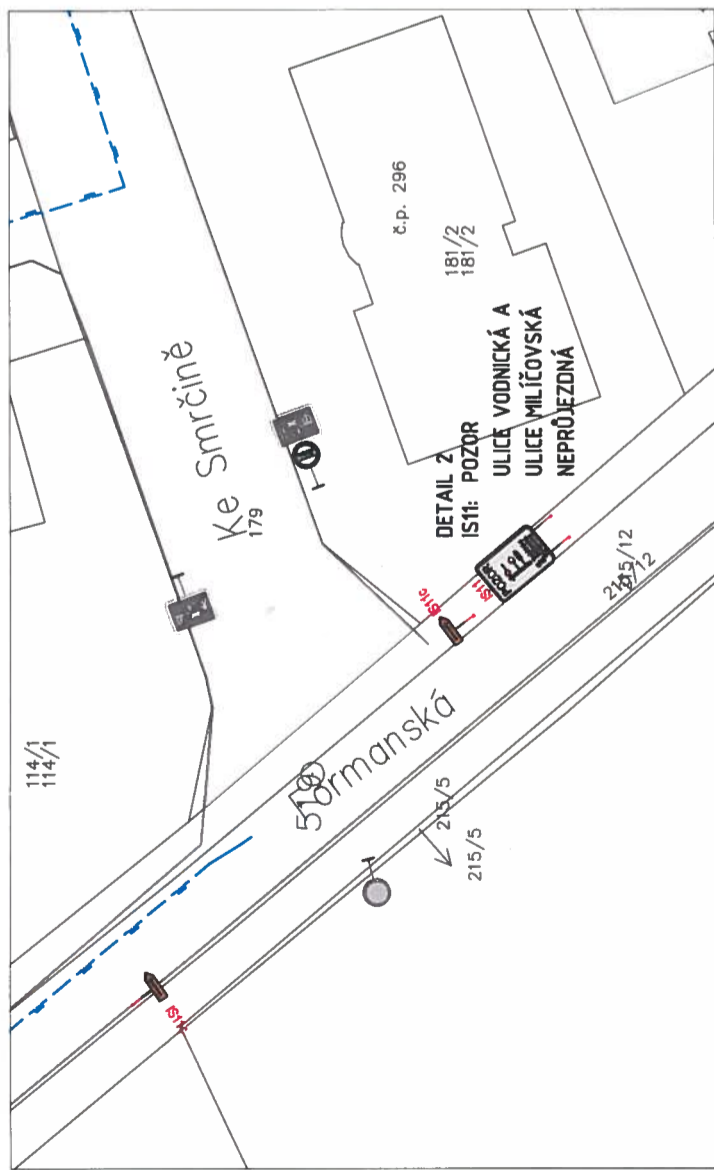 114/1
114/1
Ke Smrčině
179
č.p. 296
181/2
181/2
DETAIL 2
IS11: POZOR
ULICE VODNICKÁ A
ULICE MILÍČOVSKÁ
NEPRŮJEZDNÁ
POZOR
IS11
IS11c
215/12
Formanská
215/5
215/5
IS11c